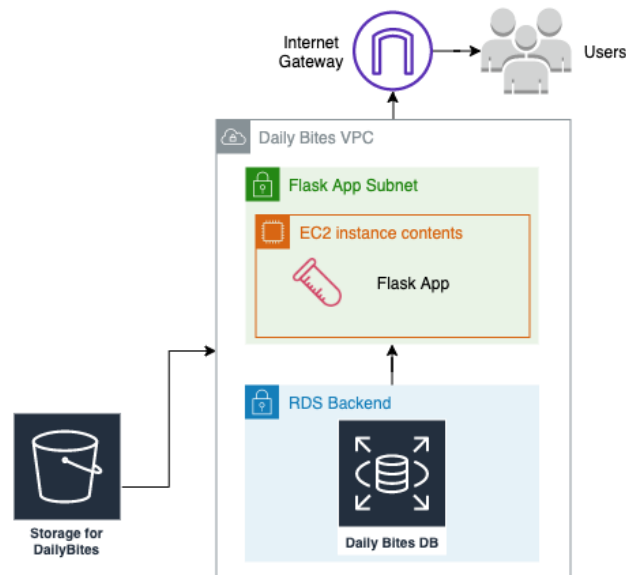 Internet
Gateway
Users
Daily Bites VPC
Flask App Subnet
EC2 instance contents
Flask App
RDS Backend
Daily Bites DB
Storage for
DailyBites